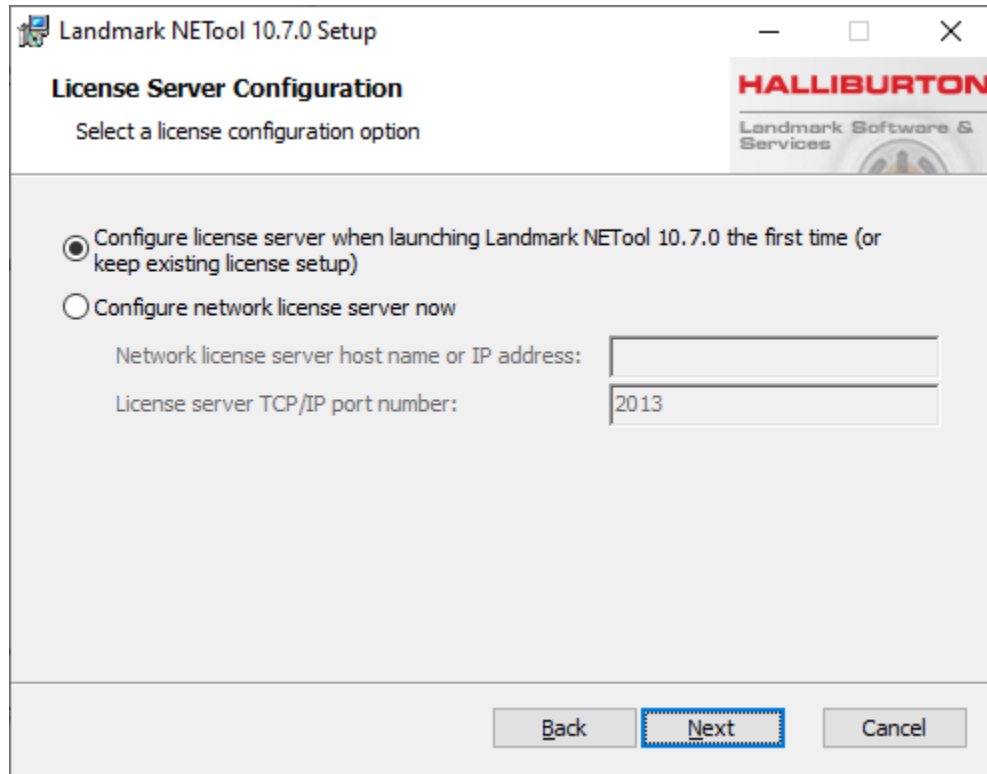 Landmark NETool 10.7.0 Setup
License Server Configuration
Select a license configuration option
HALLIBURTON
Landmark Software &
Services
Configure license server when launching Landmark NETool 10.7.0 the first time (or
keep existing license setup)
Configure network license server now
Network license server host name or IP address:
License server TCP/IP port number:
2013
Back
Next
Cancel